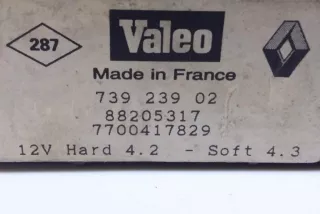 287
Valeo
Made in France
739 239 02
88205317
7700417829
12V Hard 4.2 - Soft 4.3